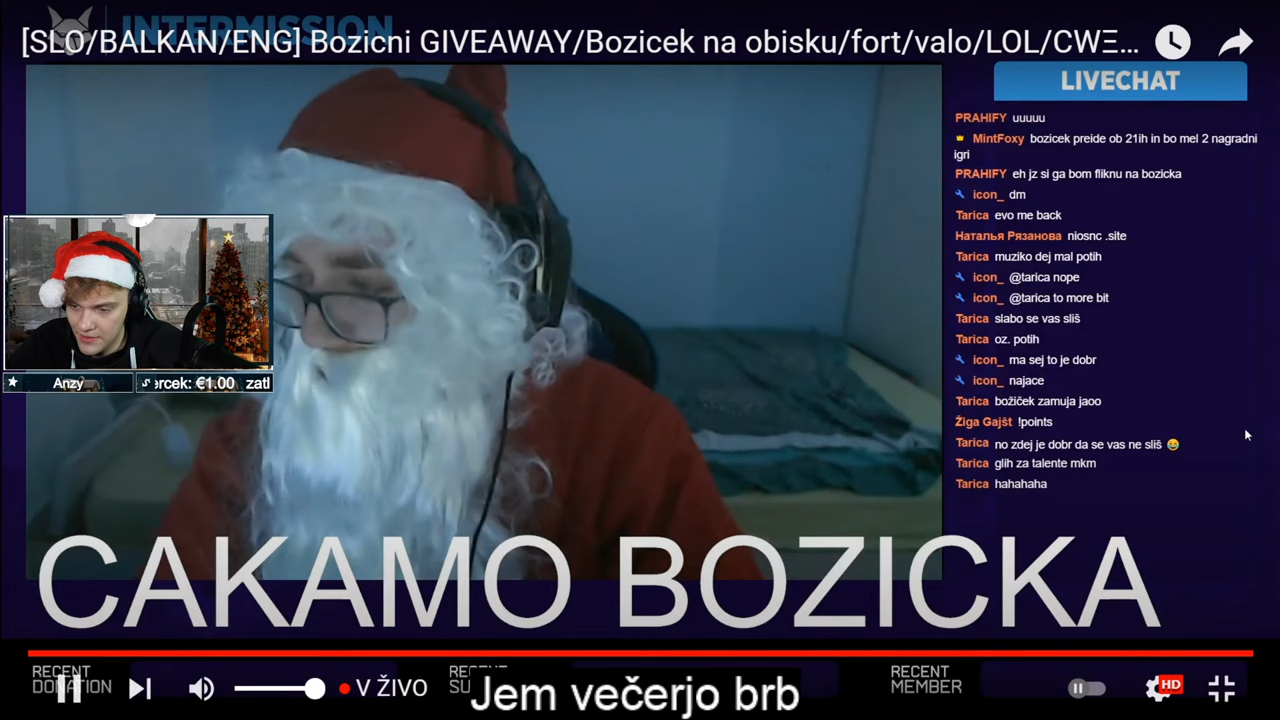 INTERMISSION
[SLO/BALKAN/ENG] Bozicni GIVEAWAY/Bozicek na obisku/fort/valo/LOL/CWΞ...
LIVECHAT
PRAHIFY uuuuu
MintFoxy bozicek preide ob 21ih in bo mel 2 nagradni
igri
PRAHIFY eh jz si ga bom fliknu na bozicka
icon_ dm
Tarica evo me back
Наталья Рязанова niosnc .site
Tarica muziko dej mal potih
icon_ @tarica nope
icon_ @tarica to more bit
Tarica slabo se vas sliš
Tarica oz. potih
icon_ ma sej to je dobr
icon_ najace
Tarica božiček zamuja jaoo
Žiga Gajšt !points
Tarica no zdej je dobr da se vas ne sliš 😂
Tarica glih za talente mkm
Tarica hahahaha
Anzy
ercek: €1.00 zatl
CAKAMO BOZICKA
RECENT
DONATION
RECENT
MEMBER
V ŽIVO
HD
Jem večerjo brb